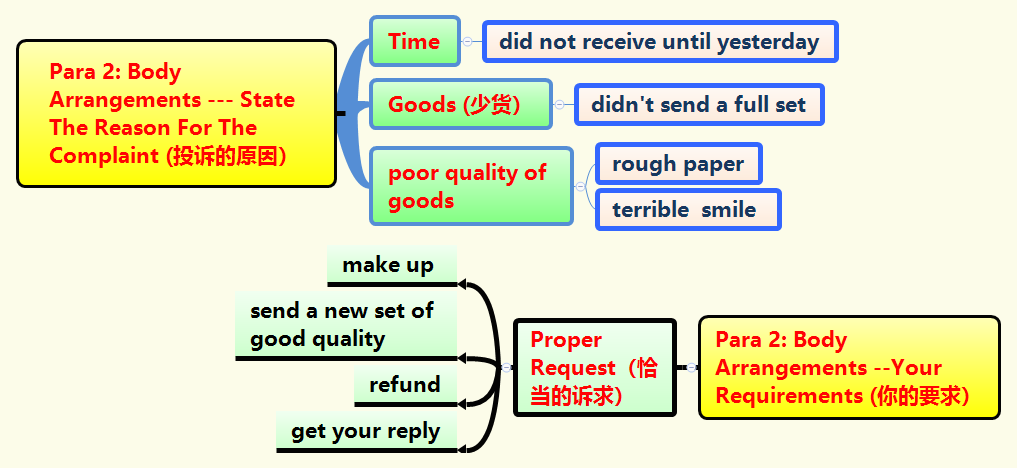 Para 2: Body
Arrangements --- State
The Reason For The
Complaint (投诉的原因)
Time
did not receive until yesterday
Goods (少货)
didn't send a full set
poor quality of
goods
rough paper
terrible  smile
make up
send a new set of
good quality
refund
get your reply
Proper
Request（恰
当的诉求）
Para 2: Body
Arrangements --Your
Requirements (你的要求)